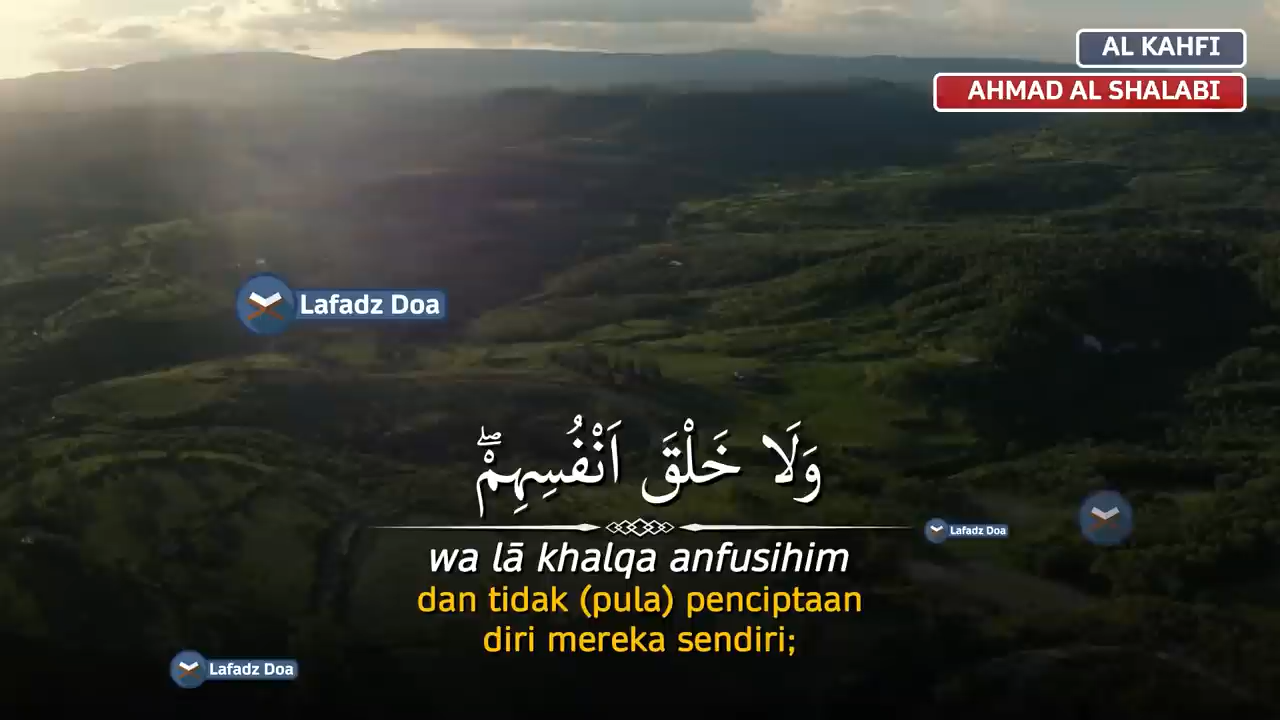 AL KAHFI
AHMAD AL SHALABI
Lafadz Doa
وَلَا خَلْقَ اَنْفُسِهِمْۖ
Lafadz Doa
wa lā khalqa anfusihim
dan tidak (pula) penciptaan
diri mereka sendiri;
Lafadz Doa